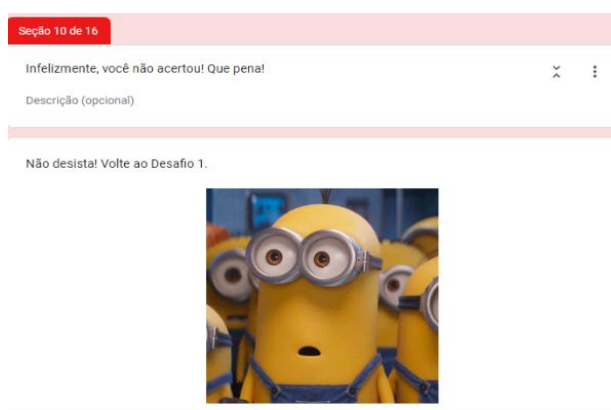 Seção 10 de 16
Infelizmente, você não acertou! Que pena!
Descrição (opcional)
Não desista! Volte ao Desafio 1.